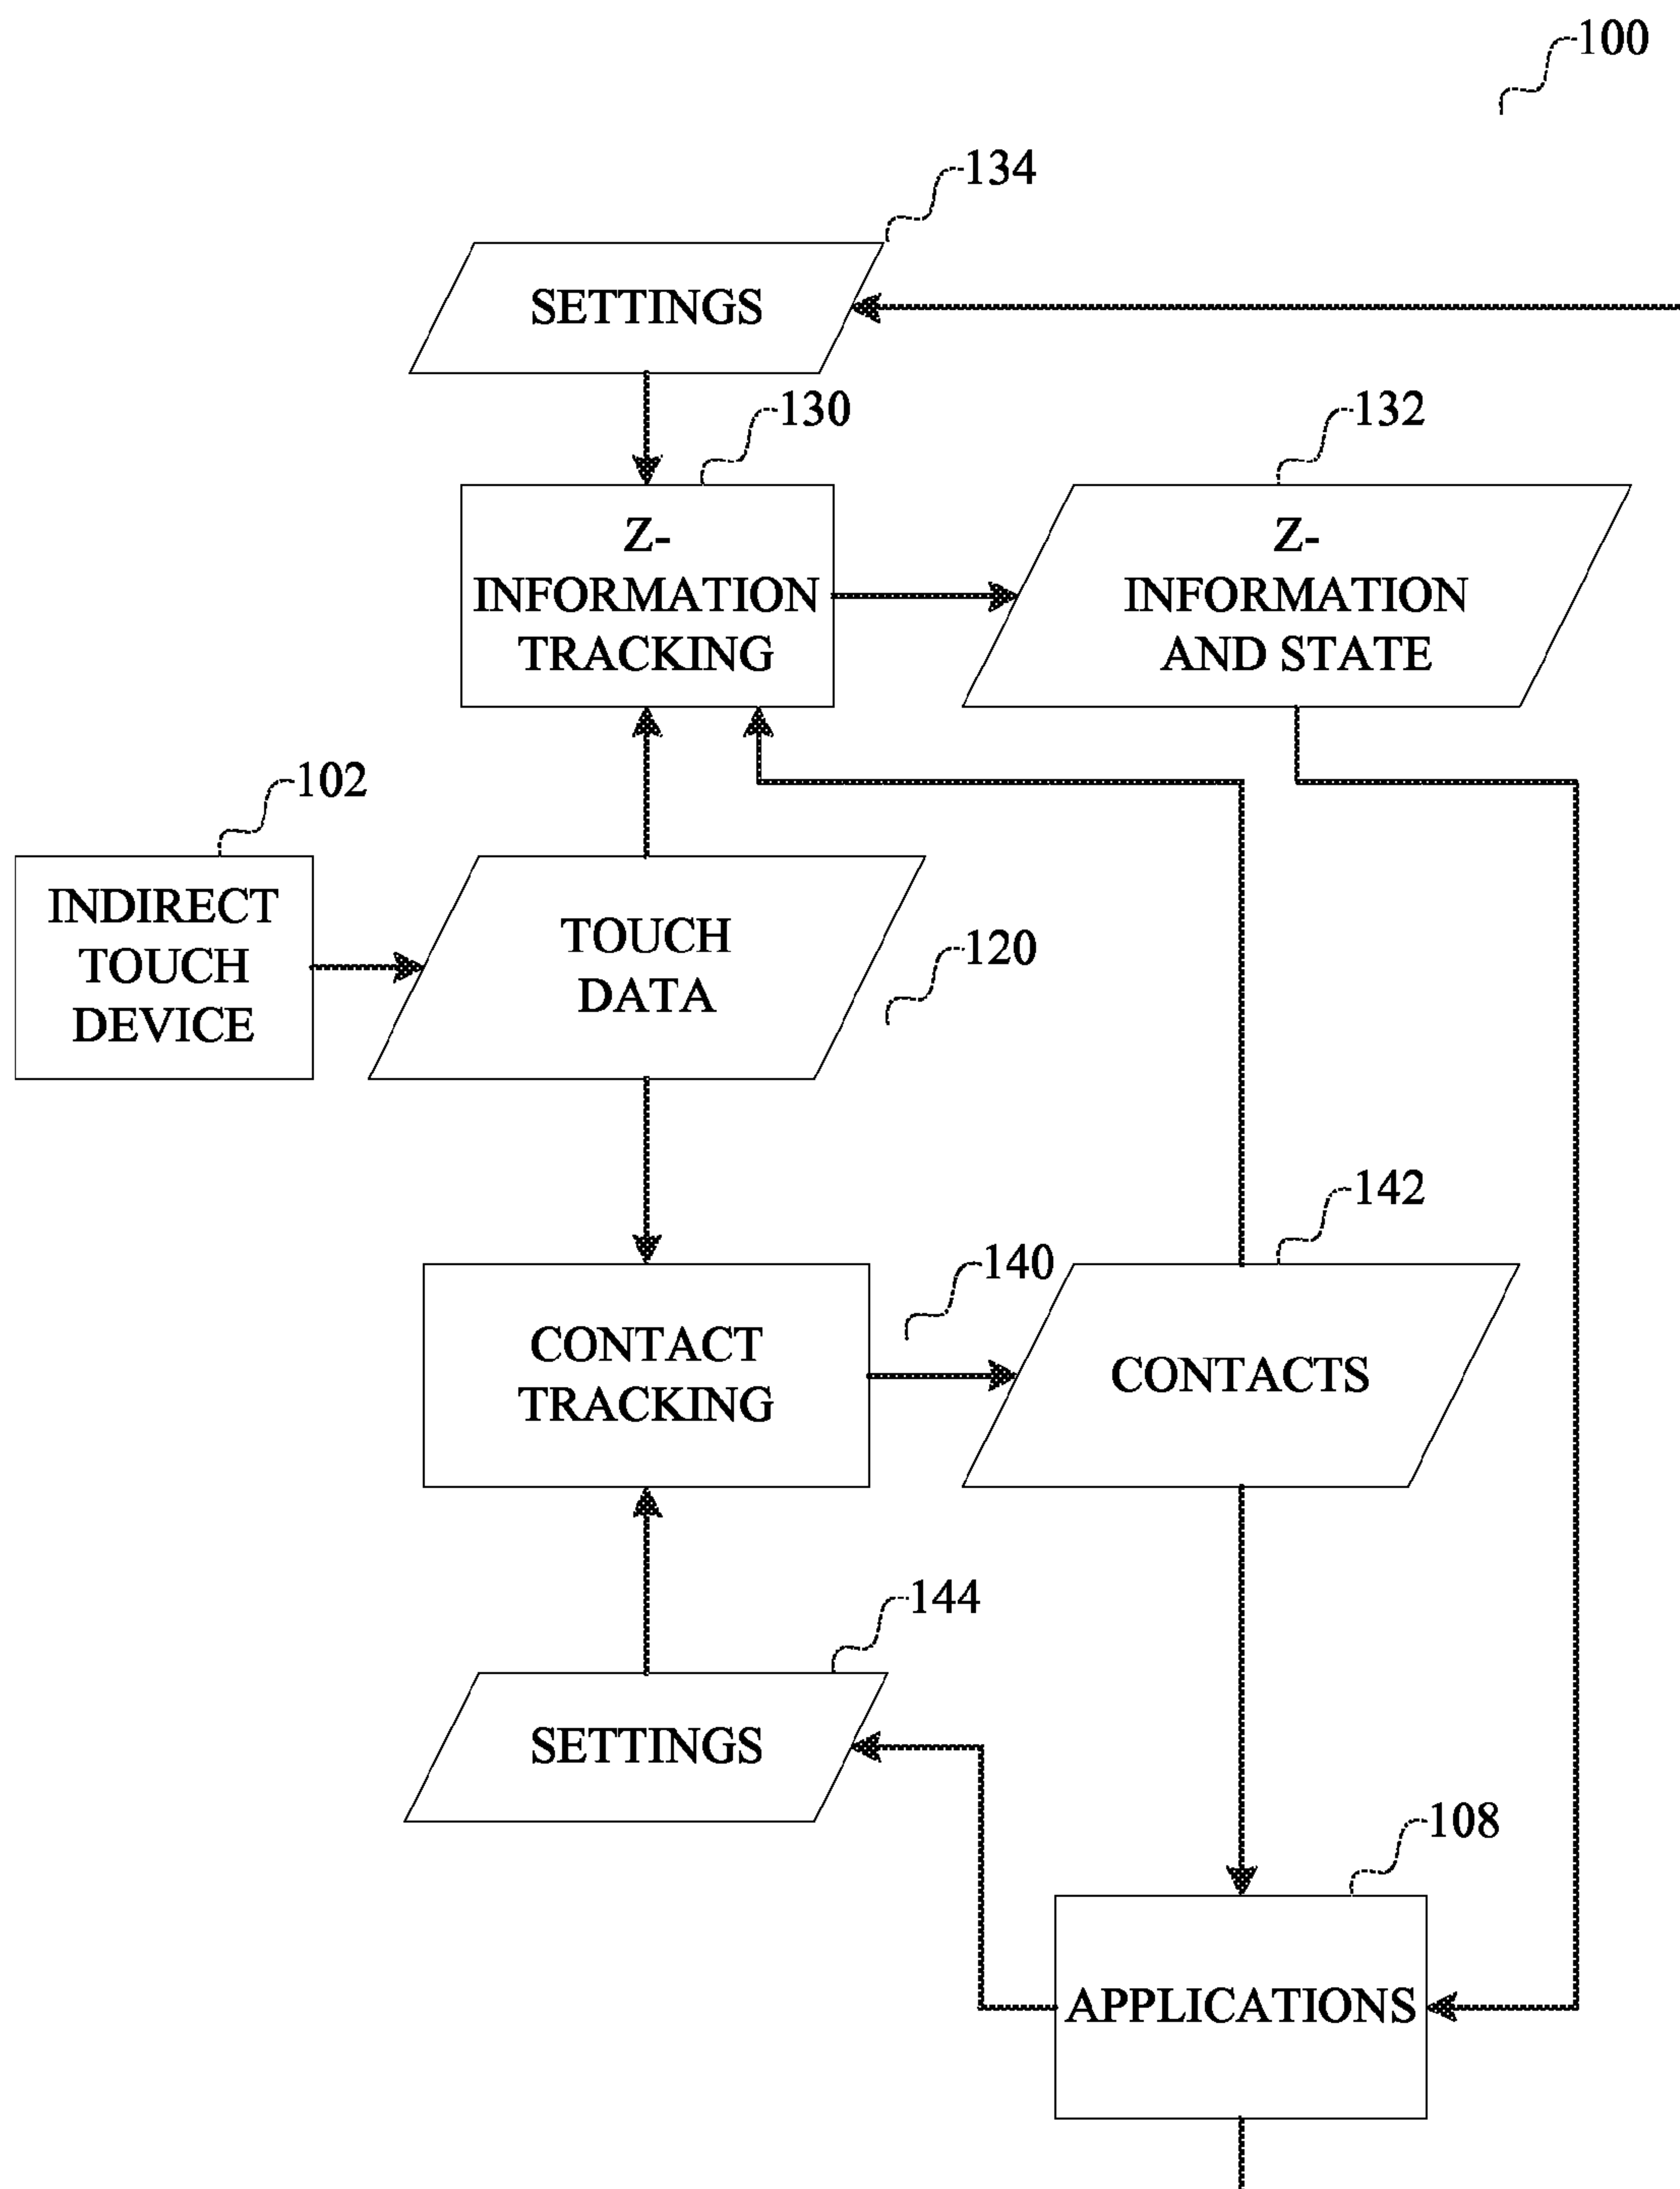 100
134
SETTINGS
130
132
Z-
INFORMATION
TRACKING
Z-
INFORMATION
AND STATE
102
INDIRECT
TOUCH
DEVICE
TOUCH
DATA
120
142
140
CONTACT
TRACKING
CONTACTS
144
SETTINGS
108
APPLICATIONS